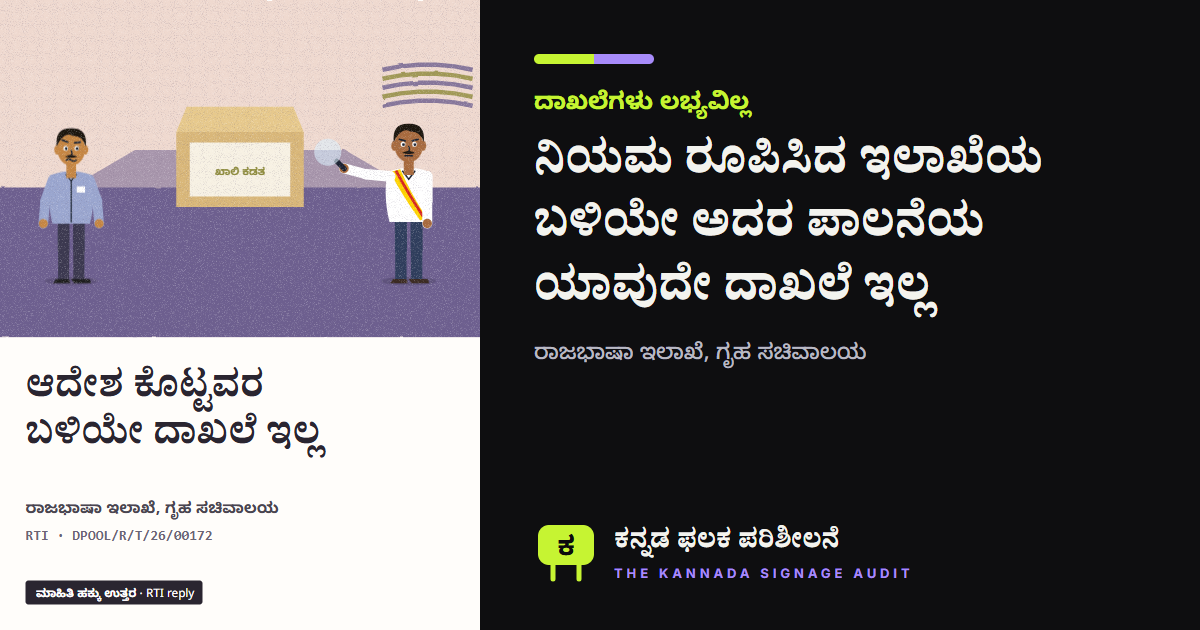 ಖಾಲಿ ಕಡತ
ಆದೇಶ ಕೊಟ್ಟವರ
ಬಳಿಯೇ ದಾಖಲೆ ಇಲ್ಲ
ರಾಜಭಾಷಾ ಇಲಾಖೆ, ಗೃಹ ಸಚಿವಾಲಯ
RTI · DPOOL/R/T/26/00172
ಮಾಹಿತಿ ಹಕ್ಕು ಉತ್ತರ · RTI reply
ದಾಖಲೆಗಳು ಲಭ್ಯವಿಲ್ಲ
ನಿಯಮ ರೂಪಿಸಿದ ಇಲಾಖೆಯ
ಬಳಿಯೇ ಅದರ ಪಾಲನೆಯ
ಯಾವುದೇ ದಾಖಲೆ ಇಲ್ಲ
ರಾಜಭಾಷಾ ಇಲಾಖೆ, ಗೃಹ ಸಚಿವಾಲಯ
ಕ
ಕನ್ನಡ ಫಲಕ ಪರಿಶೀಲನೆ
THE KANNADA SIGNAGE AUDIT